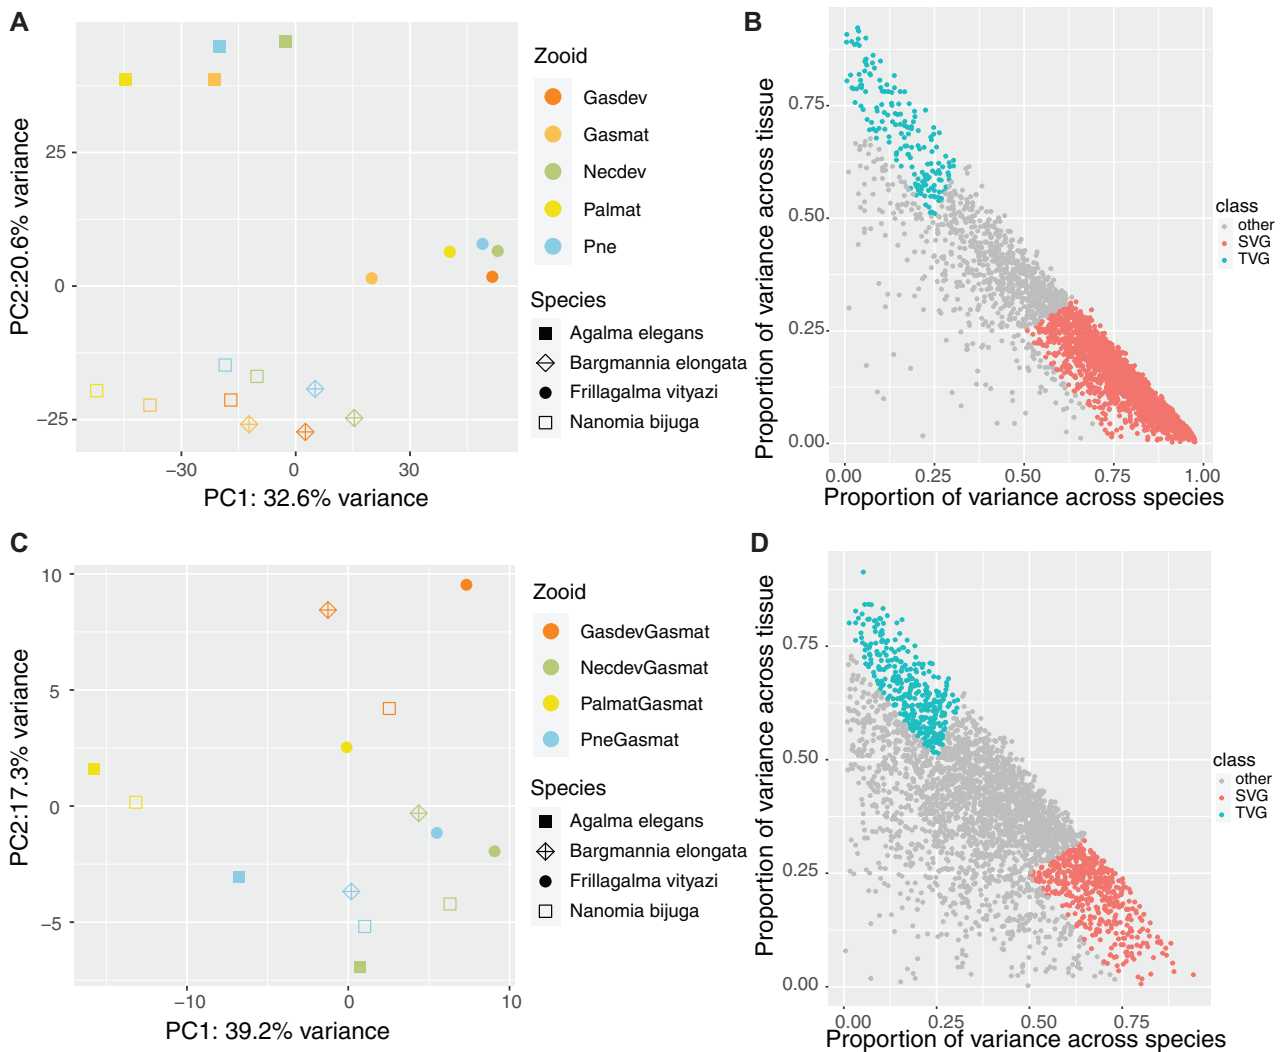 A
PC2:20.6% variance
25
0
−25
−30
0
30
PC1: 32.6% variance
Zooid
Gasdev
Gasmat
Necdev
Palmat
Pne
Species
Agalma elegans
Bargmannia elongata
Frillagalma vityazi
Nanomia bijuga
B
Proportion of variance across tissue
0.75
0.50
0.25
0.00
0.00
0.25
0.50
0.75
1.00
Proportion of variance across species
class
other
SVG
TVG
C
PC2:17.3% variance
10
5
0
−5
−10
0
10
PC1: 39.2% variance
Zooid
GasdevGasmat
NecdevGasmat
PalmatGasmat
PneGasmat
Species
Agalma elegans
Bargmannia elongata
Frillagalma vityazi
Nanomia bijuga
D
Proportion of variance across tissue
0.75
0.50
0.25
0.00
0.00
0.25
0.50
0.75
Proportion of variance across species
class
other
SVG
TVG